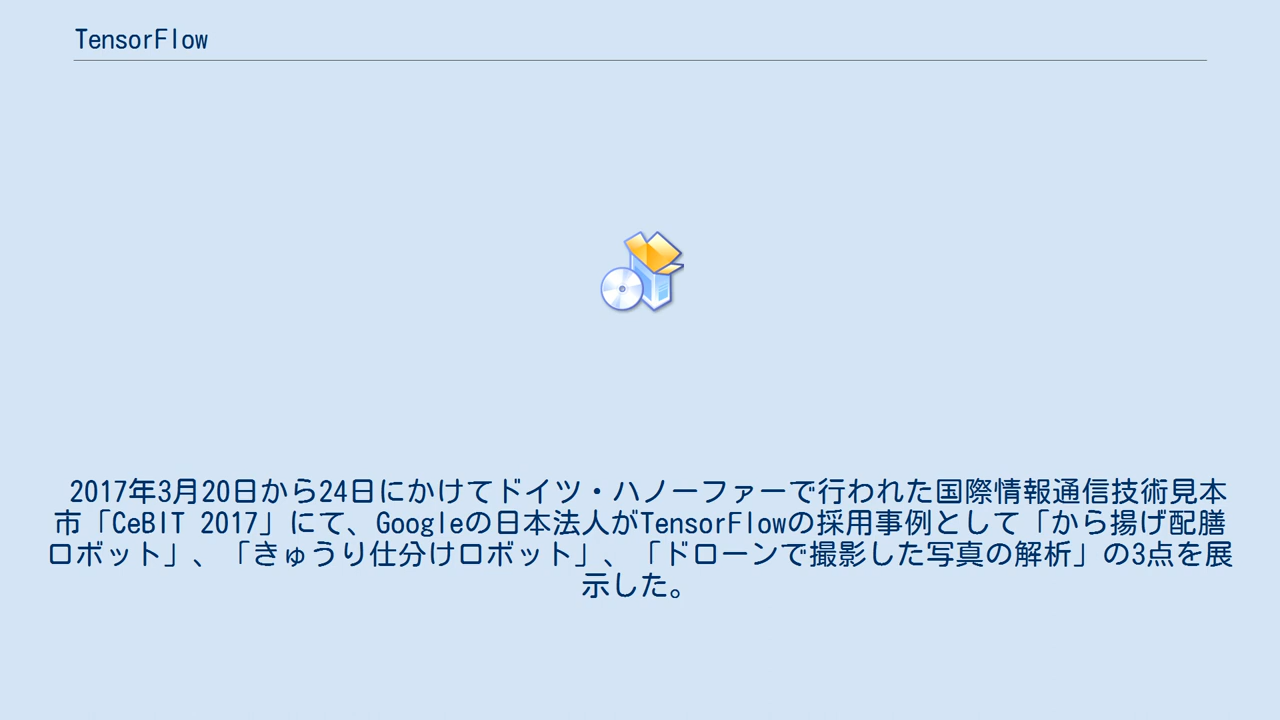 TensorFlow
2017年3月20日から24日にかけてドイツ・ハノーファーで行われた国際情報通信技術見本
市「CeBIT 2017」にて、Googleの日本法人がTensorFlowの採用事例として「から揚げ配膳
ロボット」、「きゅうり仕分けロボット」、「ドローンで撮影した写真の解析」の3点を展
示した。